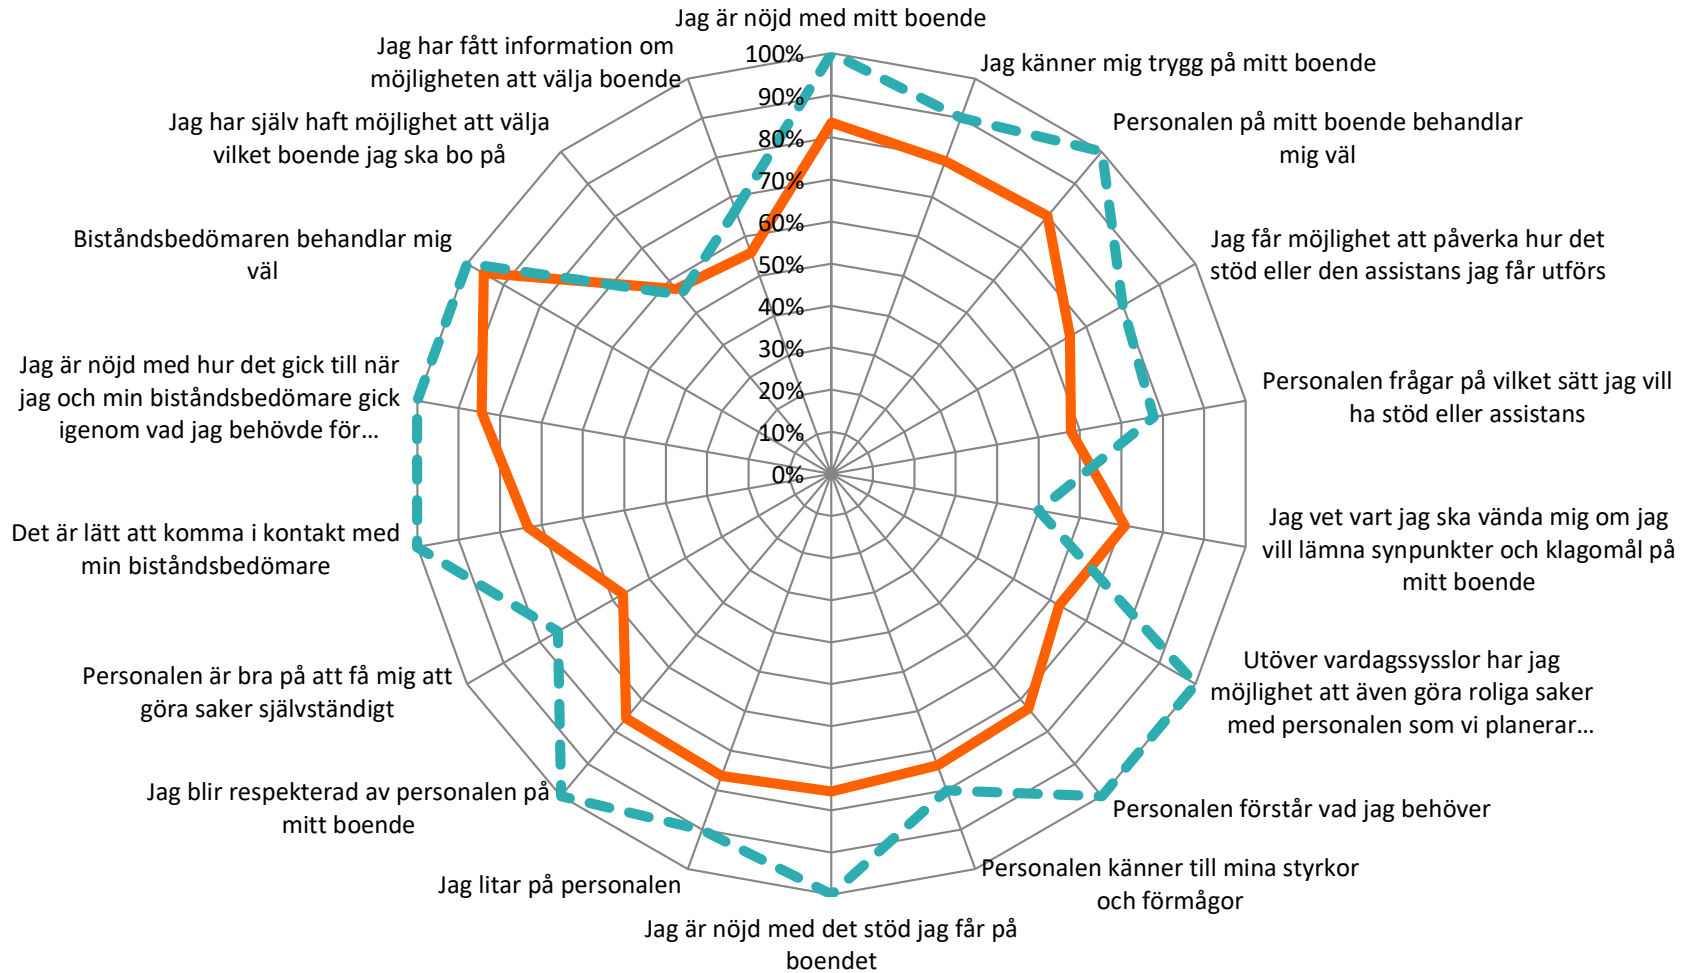 Jag är nöjd med mitt boende
Jag känner mig trygg på mitt boende
Personalen på mitt boende behandlar
mig väl
Jag får möjlighet att påverka hur det
stöd eller den assistans jag får utförs
Personalen frågar på vilket sätt jag vill
ha stöd eller assistans
Jag vet vart jag ska vända mig om jag
vill lämna synpunkter och klagomål på
mitt boende
Utöver vardagssysslor har jag
möjlighet att även göra roliga saker
med personalen som vi planerar...
Personalen förstår vad jag behöver
Personalen känner till mina styrkor
och förmågor
Jag är nöjd med det stöd jag får på
boendet
Jag litar på personalen
Jag blir respekterad av personalen på
mitt boende
Personalen är bra på att få mig att
göra saker självständigt
Det är lätt att komma i kontakt med
min biståndsbedömare
Jag är nöjd med hur det gick till när
jag och min biståndsbedömare gick
igenom vad jag behövde för...
Biståndsbedömaren behandlar mig
väl
Jag har själv haft möjlighet att välja
vilket boende jag ska bo på
Jag har fått information om
möjligheten att välja boende
100%
90%
80%
70%
60%
50%
40%
30%
20%
10%
0%